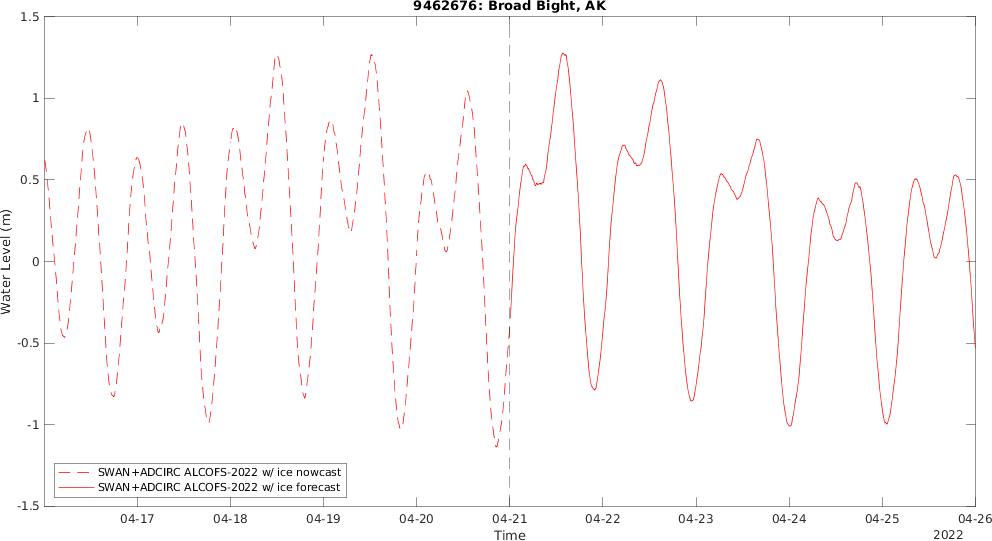 9462676: Broad Bight, AK
1.5
1
0.5
0
-0.5
-1
-1.5
Water Level (m)
SWAN+ADCIRC ALCOFS-2022 w/ ice nowcast
SWAN+ADCIRC ALCOFS-2022 w/ ice forecast
04-17 04-18 04-19 04-20 04-21 04-22 04-23 04-24 04-25 04-26
Time
2022